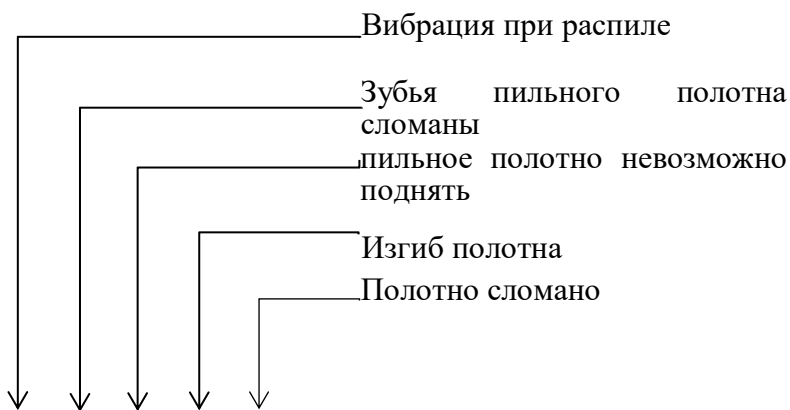 Вибрация при распиле
Зубья пильного полотна
сломаны
пильное полотно невозможно
поднять
Изгиб полотна
Полотно сломано